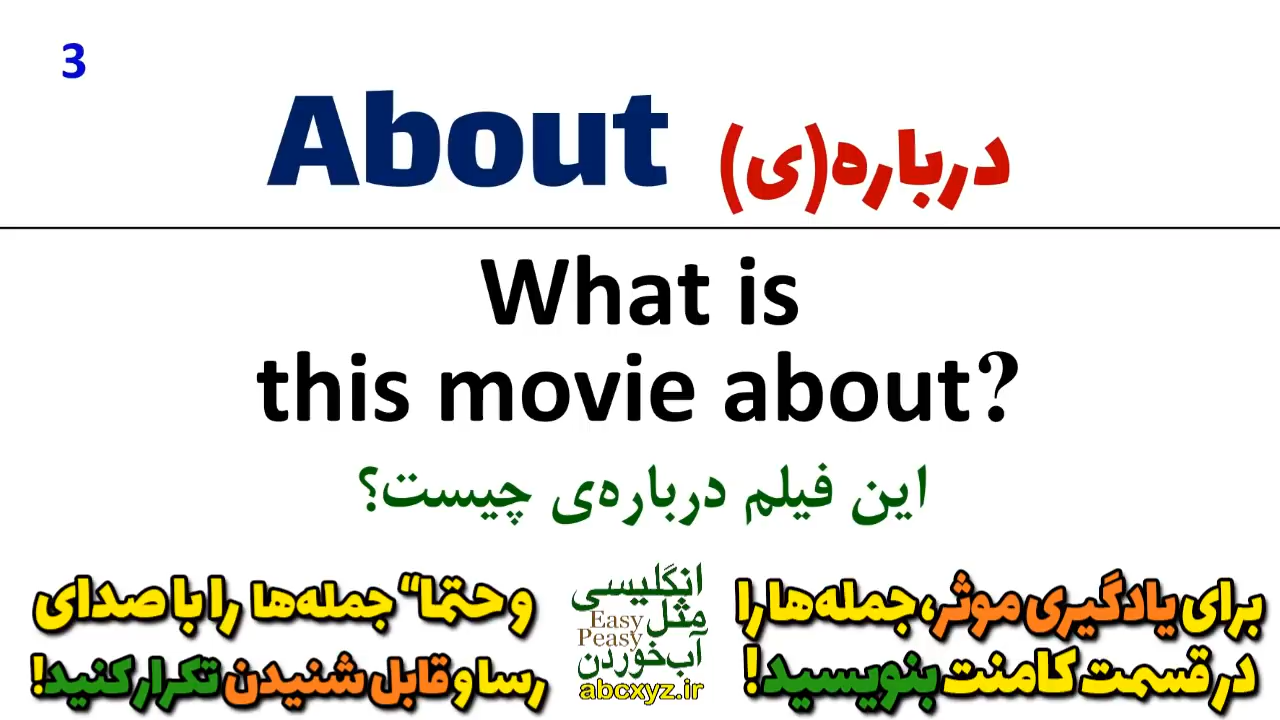 3
About درباره(ی)
What is
this movie about?
این فیلم درباره‌ی چیست؟
برای یادگیری موثر، جمله‌ها را
در قسمت کامنت بنویسید!
انگلیسی
مثل
Easy
Peasy
آب‌خوردن
abcxyz.ir
و حتما“ جمله‌ها را با صدای
رسا و قابل شنیدن تکرار کنید!